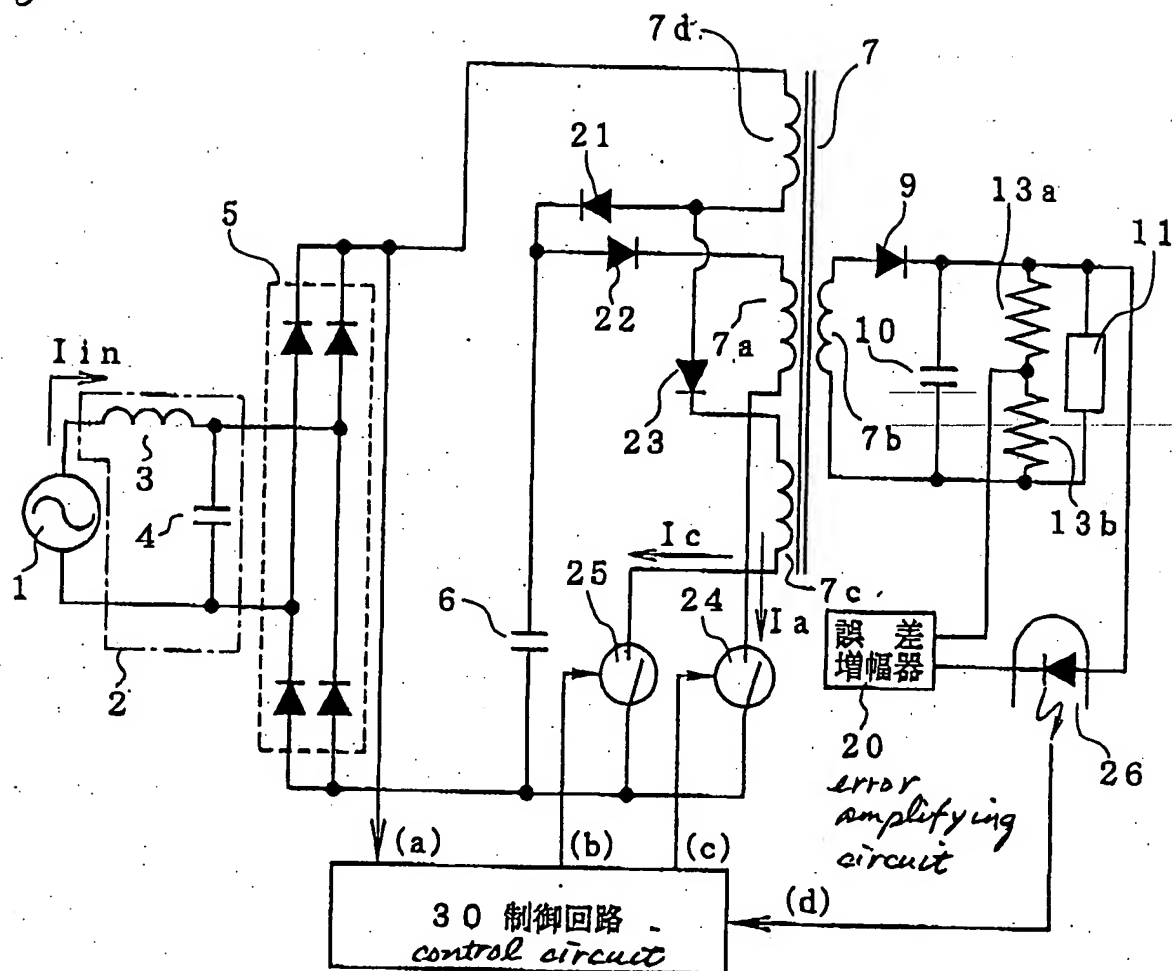 7d
7
21
5
9
13a
11
22
7a
10
Iin
23
7b
3
4
13b
1
Ic
25
7c
6
24
Ia
誤 差
増幅器
2
20
26
error
amplifying
circuit
(a)
(b)
(c)
(d)
30 制御回路
control circuit